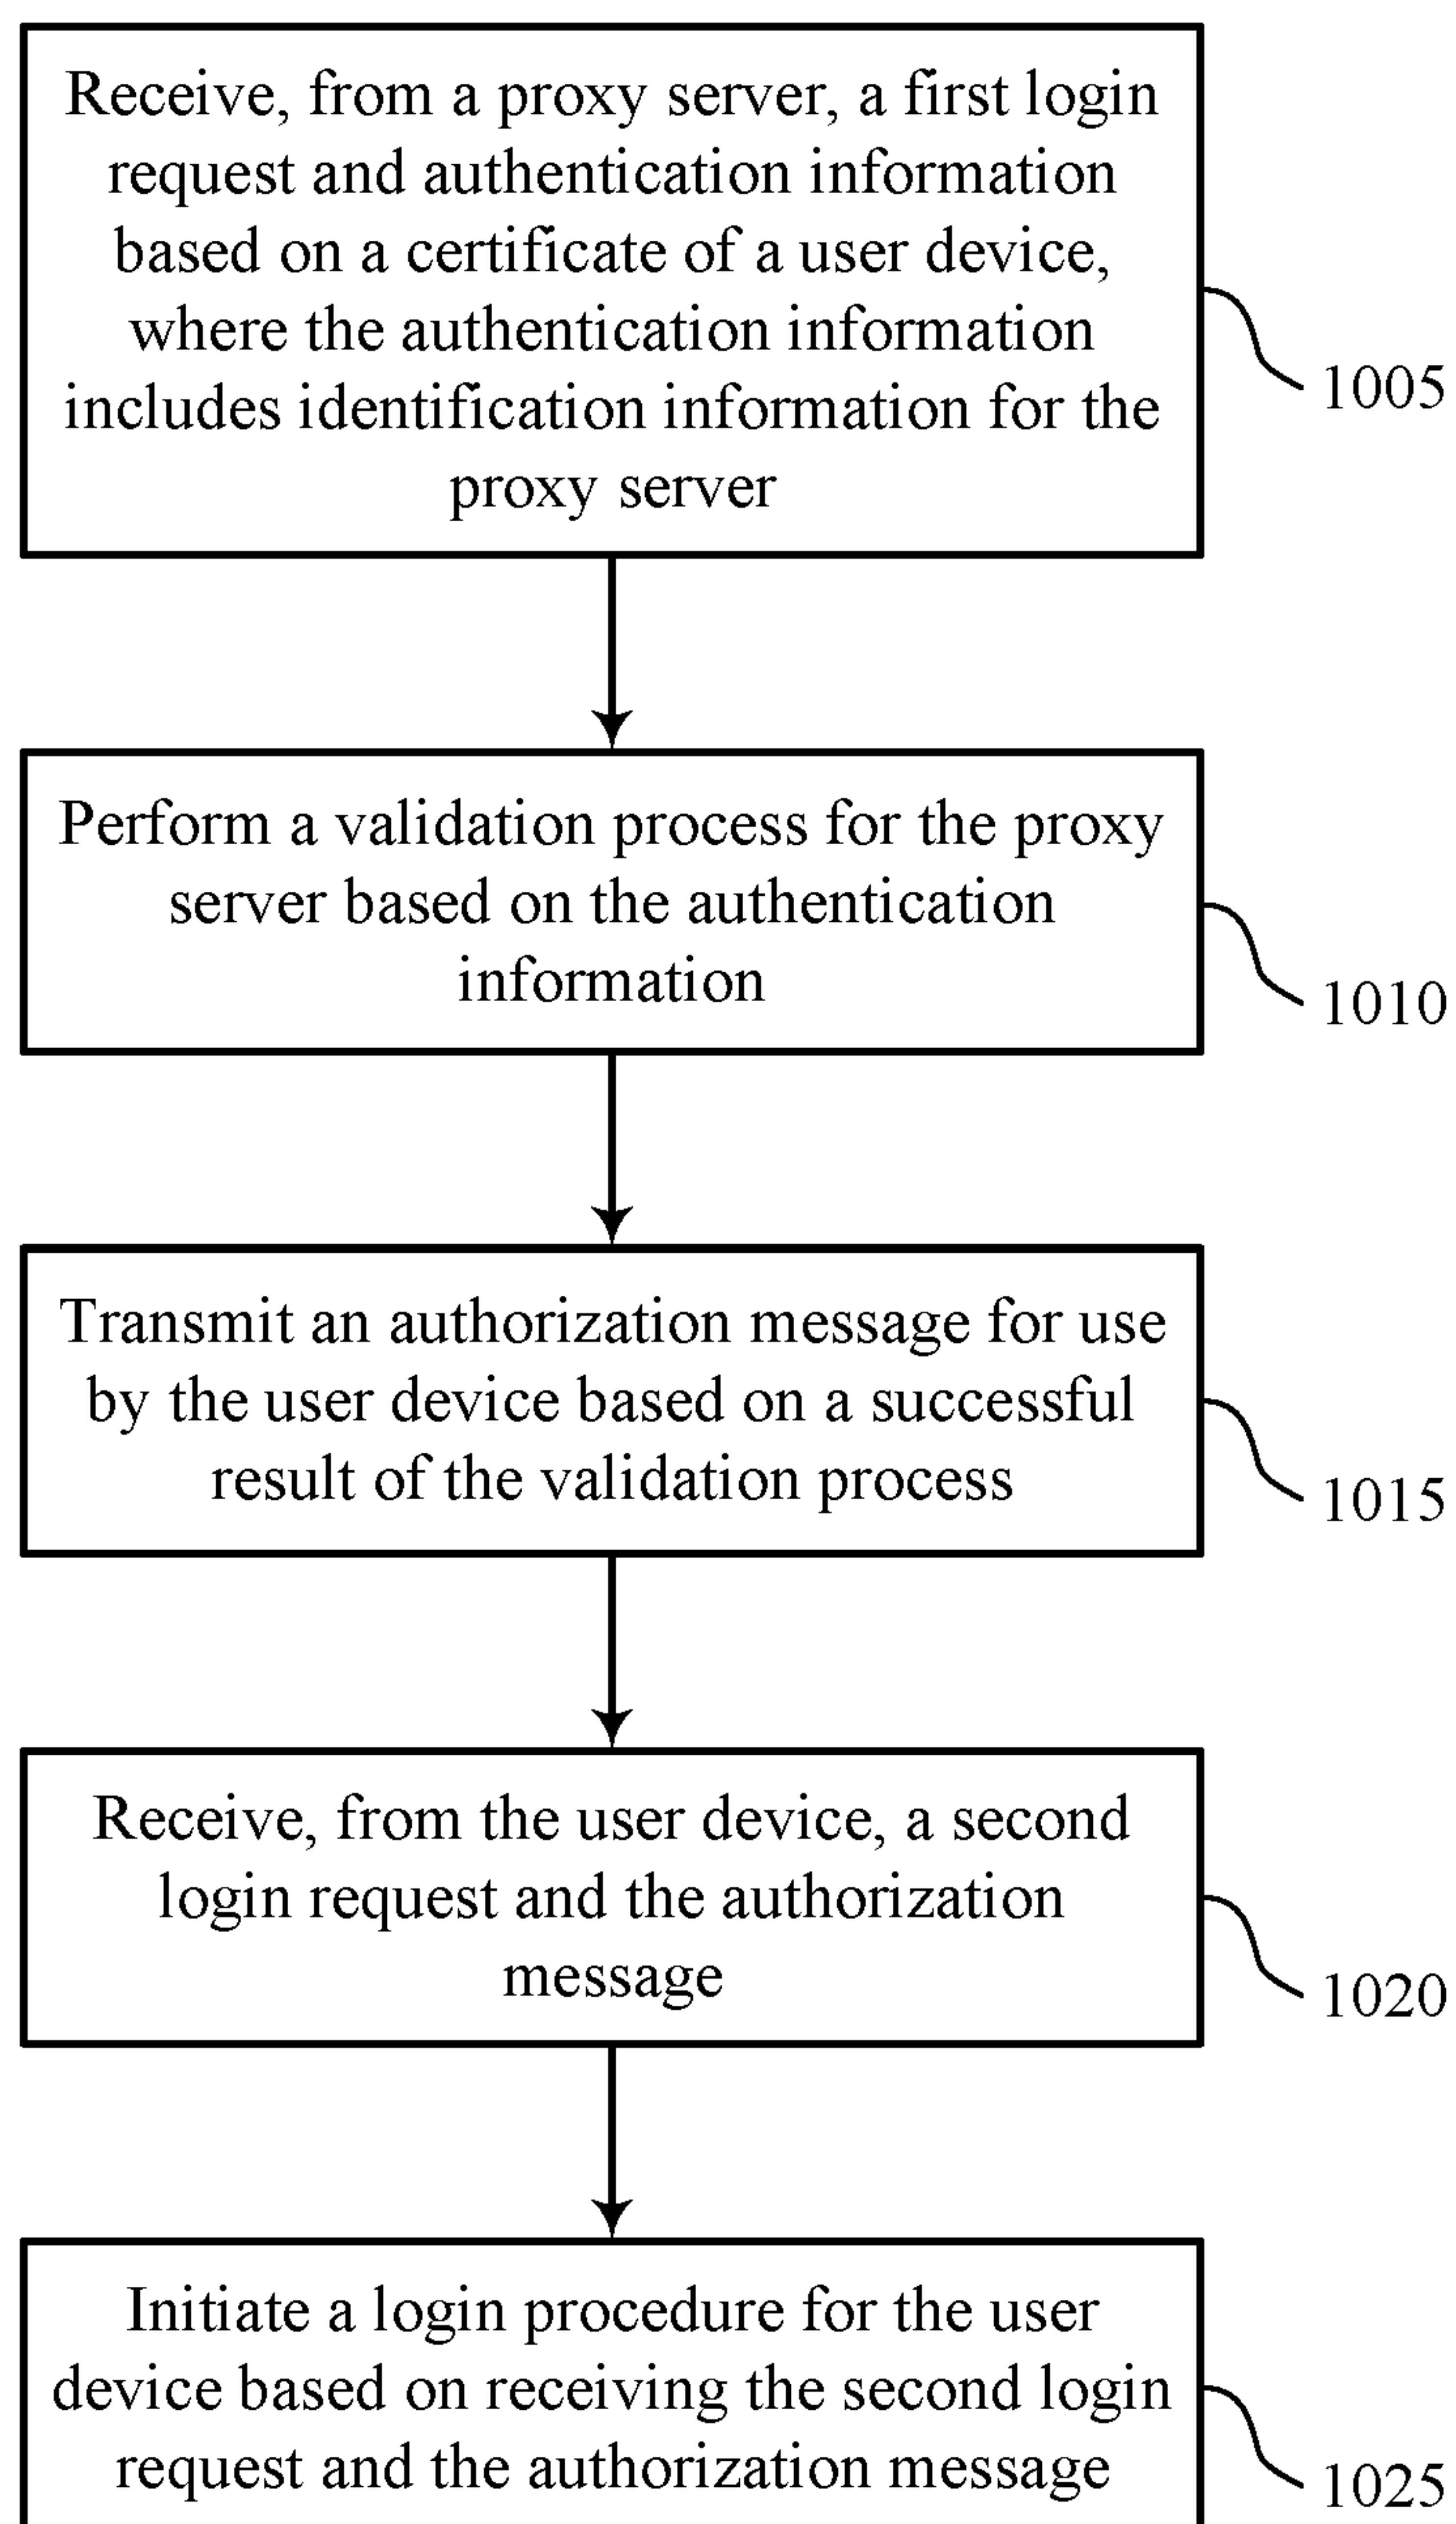 Receive, from a proxy server, a first login
request and authentication information
based on a certificate of a user device,
where the authentication information
includes identification information for the
proxy server
1005
Perform a validation process for the proxy
server based on the authentication
information
1010
Transmit an authorization message for use
by the user device based on a successful
result of the validation process
1015
Receive, from the user device, a second
login request and the authorization
message
1020
Initiate a login procedure for the user
device based on receiving the second login
request and the authorization message
1025